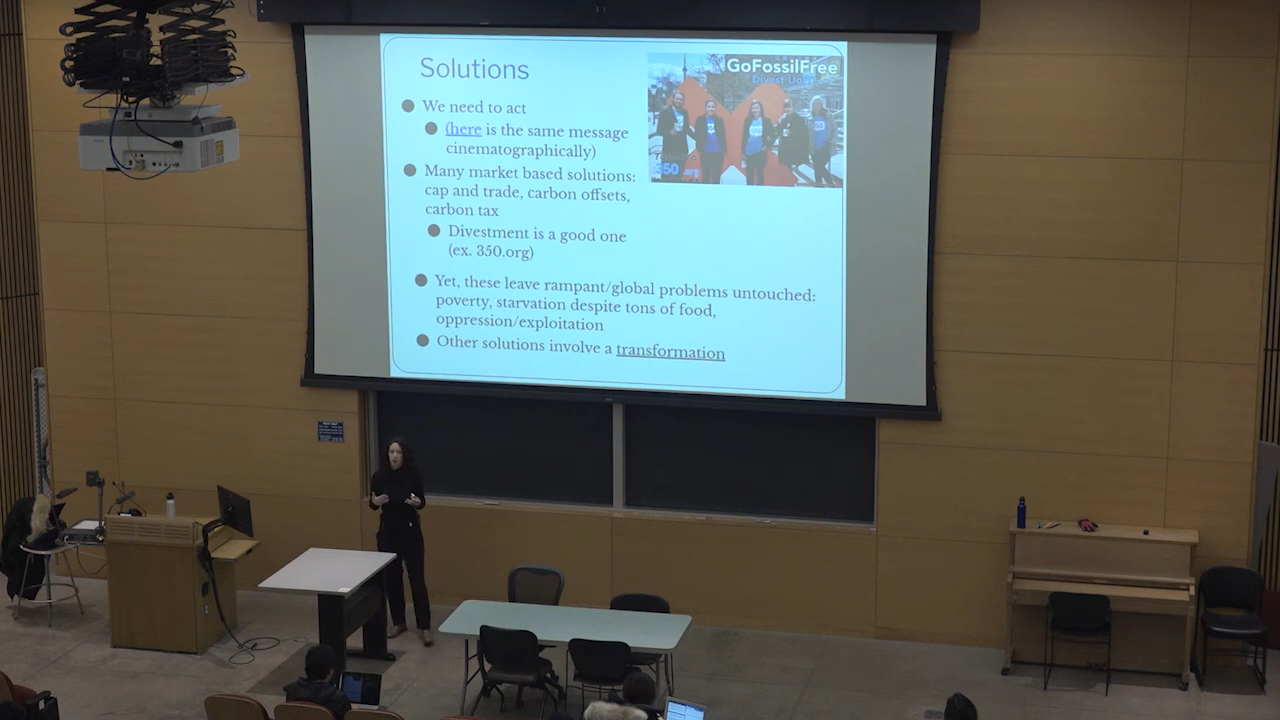 Solutions
GoFossilFree
We need to act
(here is the same message
cinematographically)
Many market based solutions:
cap and trade, carbon offsets,
carbon tax
350.org
Divestment is a good one
(ex. 350.org)
Yet, these leave rampant/global problems untouched:
poverty, starvation despite tons of food,
oppression/exploitation
Other solutions involve a transformation